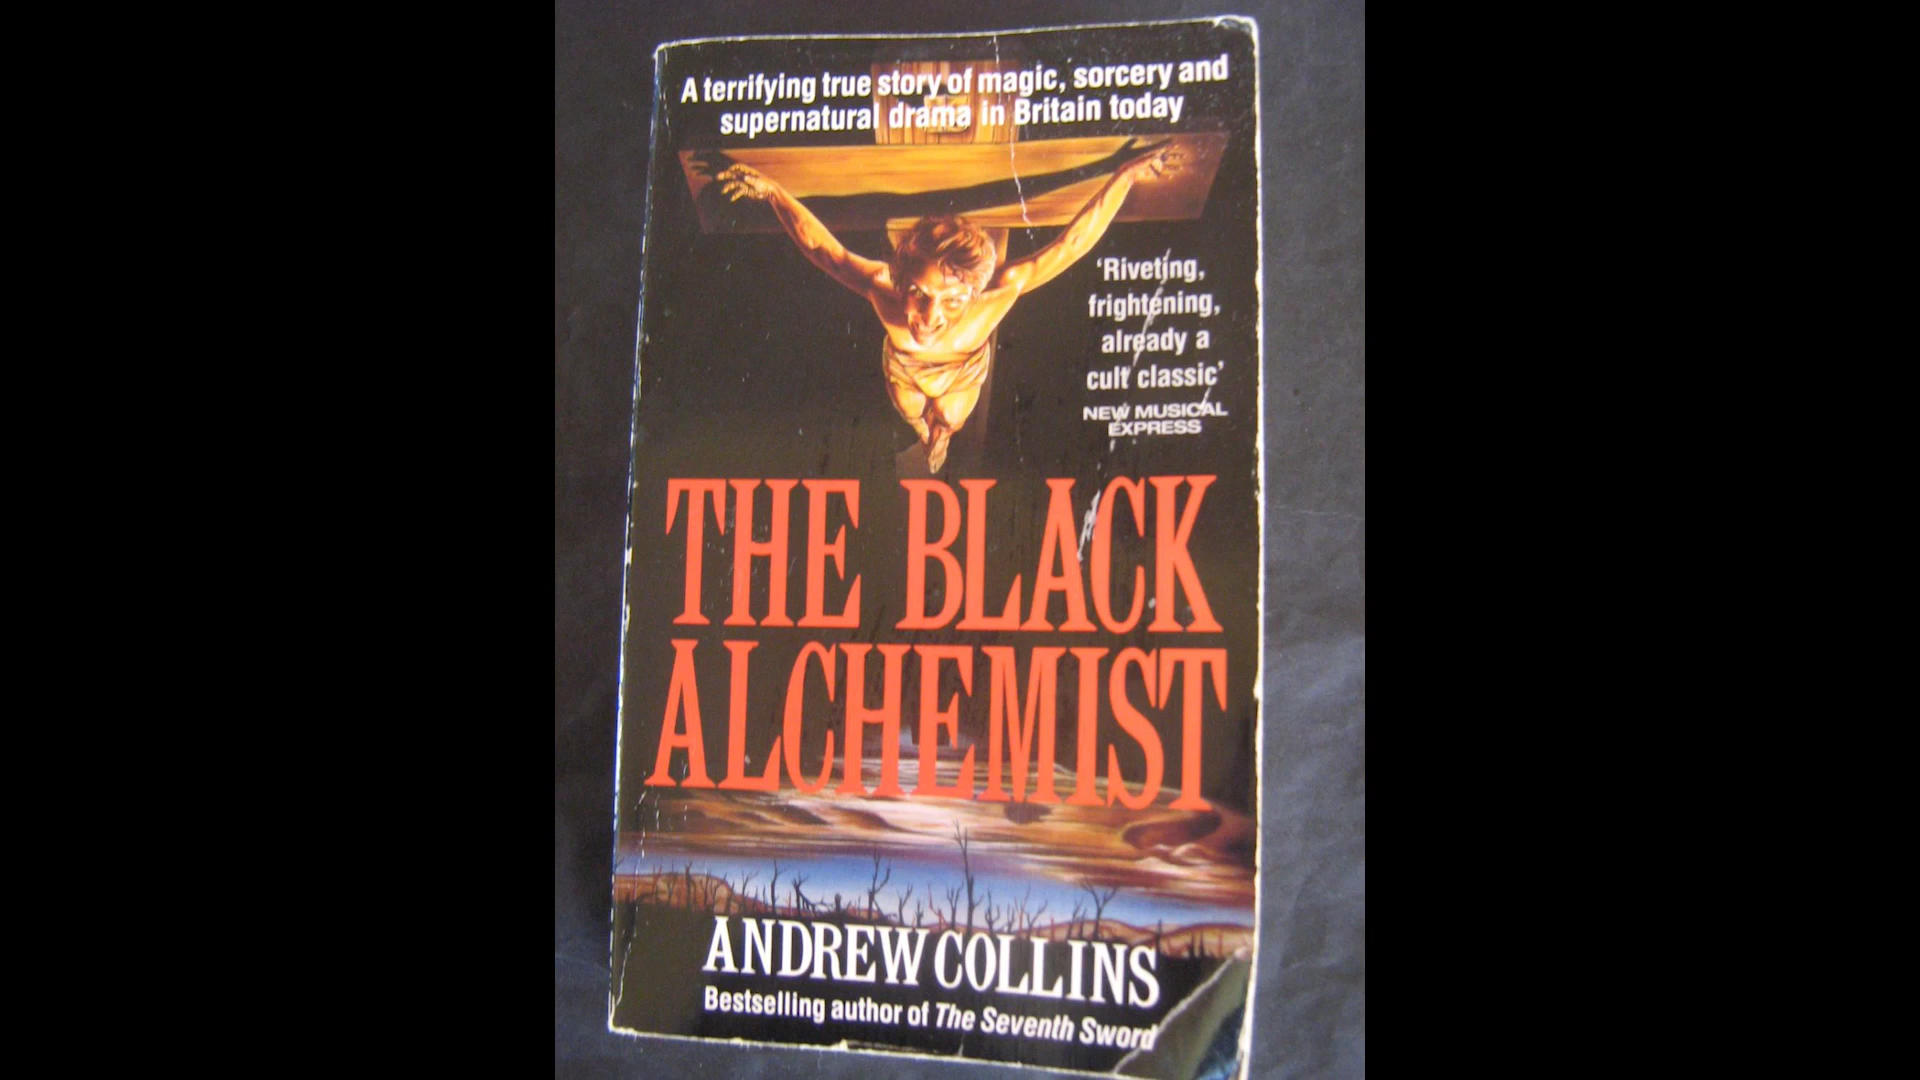 A terrifying true story of magic, sorcery and
supernatural drama in Britain today
‘Riveting,
frightening,
already a
cult classic’
NEW MUSICAL
EXPRESS
THE BLACK
ALCHEMIST
ANDREW COLLINS
Bestselling author of The Seventh Sword